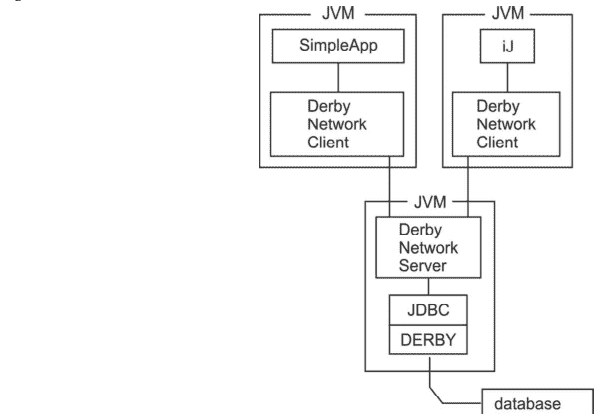 JVM
SimpleApp
Derby
Network
Client
JVM
iJ
Derby
Network
Client
JVM
Derby
Network
Server
JDBC
DERBY
database